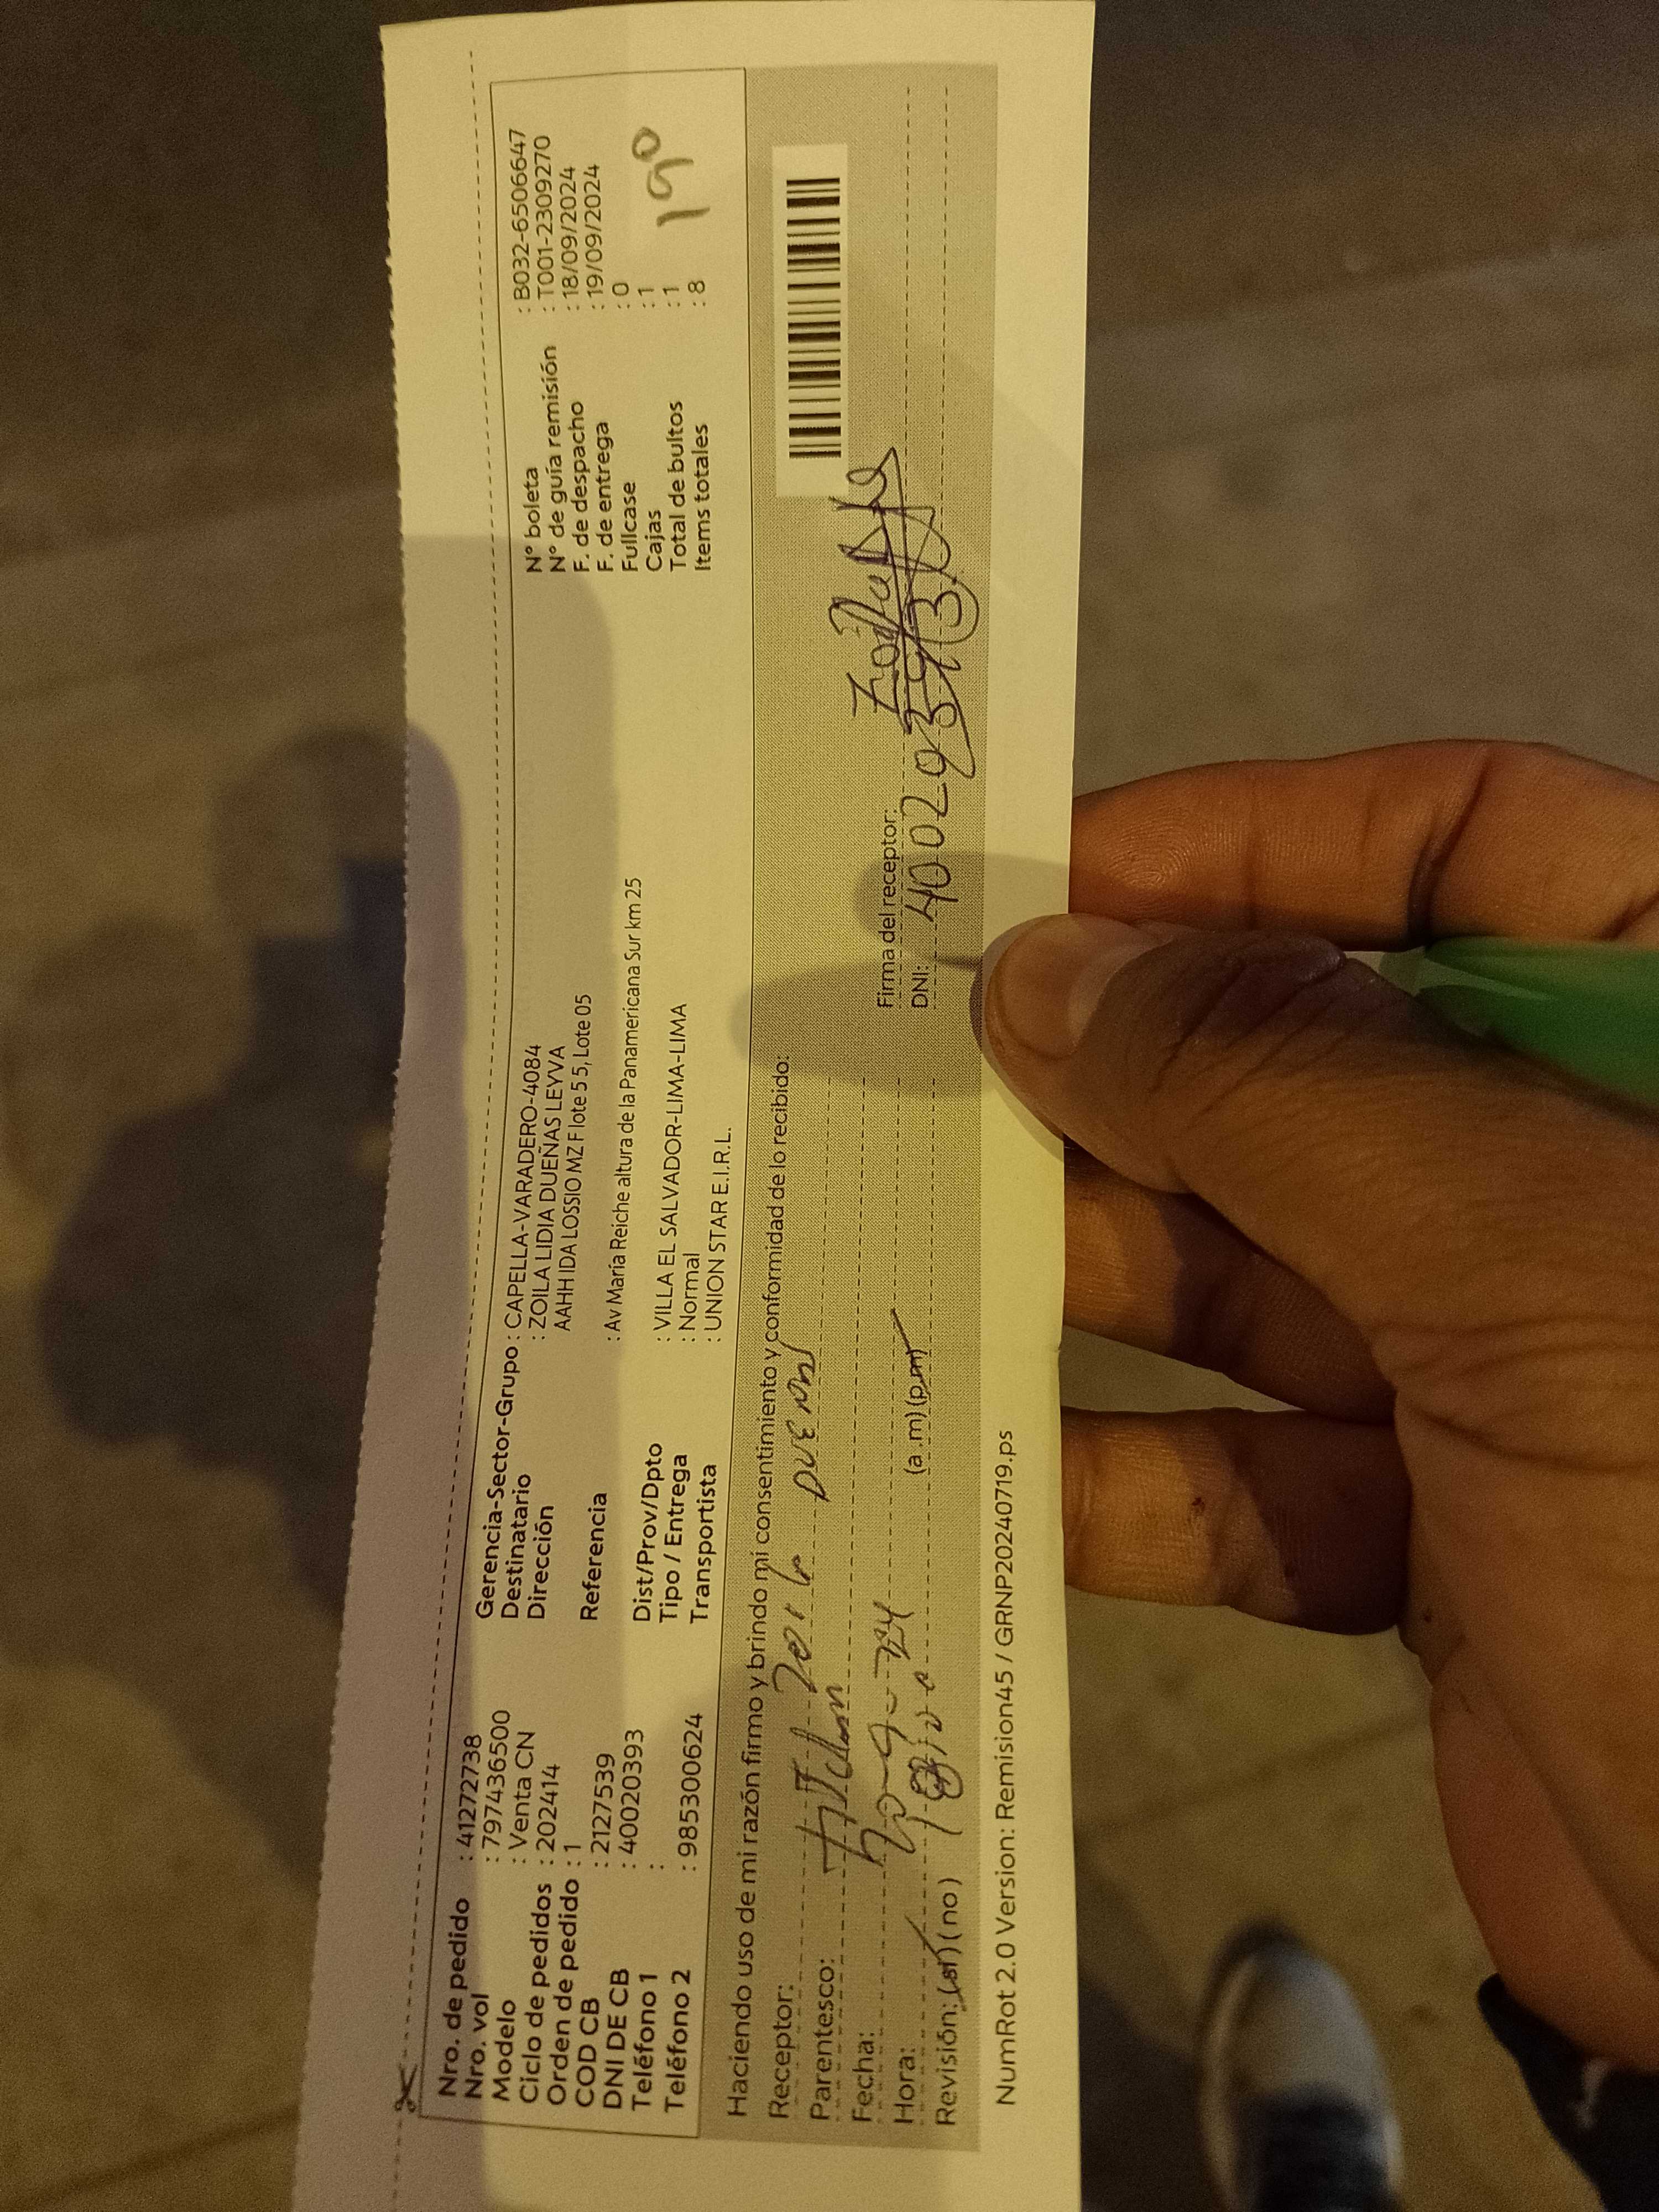 Nro. de pedido : 41272738
Nro. vol : 797436500
Modelo : Venta CN
Ciclo de pedidos : 202414
Orden de pedido : 1
COD CB : 2127539
DNI DE CB : 40020393
Teléfono 1 :
Teléfono 2 : 985300624
Gerencia-Sector-Grupo : CAPELLA-VARADERO-4084
Destinatario : ZOILA LIDIA DUEÑAS LEYVA
Dirección AAHH IDA LOSSIO MZ F lote 5 5, Lote 05
Referencia : Av María Reiche altura de la Panamericana Sur km 25
Dist/Prov/Dpto : VILLA EL SALVADOR-LIMA-LIMA
Tipo / Entrega : Normal
Transportista : UNION STAR E.I.R.L.
N° boleta : B032-6506647
N° de guía remisión : T001-2309270
F. de despacho : 18/09/2024
F. de entrega : 19/09/2024
Fullcase : 0
Cajas : 1
Total de bultos : 1
Items totales : 8
190
Haciendo uso de mi razón firmo y brindo mi consentimiento y conformidad de lo recibido:
Receptor:
Parentesco:
Fecha:
Hora: (a.m) (p.m)
Revisión: (si) (no)
Firma del receptor:
DNI:
NumRot 2.0 Version: Remision45 / GRNP20240719.ps